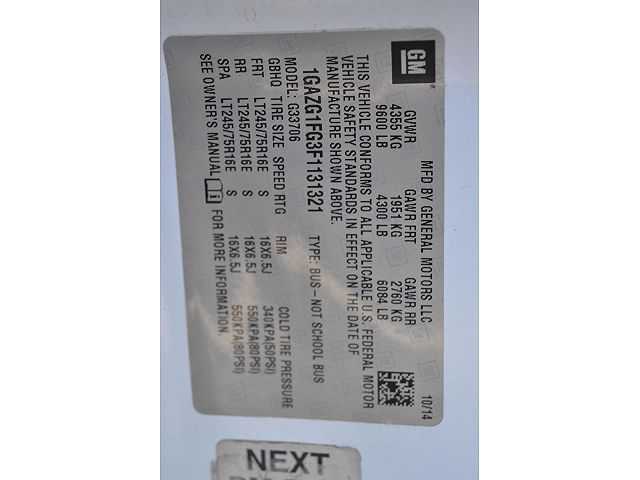 GM
MFD BY GENERAL MOTORS LLC 10/14
GVWR GAWR FRT GAWR RR
4355 KG 1951 KG 2760 KG
9600 LB 4300 LB 6084 LB
THIS VEHICLE CONFORMS TO ALL APPLICABLE U.S. FEDERAL MOTOR
VEHICLE SAFETY STANDARDS IN EFFECT ON THE DATE OF
MANUFACTURE SHOWN ABOVE.
1GAZG1FG3F1131321 TYPE: BUS-NOT SCHOOL BUS
MODEL: G33706
GBHQ TIRE SIZE SPEED RTG RIM COLD TIRE PRESSURE
FRT LT245/75R16E S 16X6.5J 340KPA(50PSI)
RR LT245/75R16E S 16X6.5J 550KPA(80PSI)
SPA LT245/75R16E S 16X6.5J 550KPA(80PSI)
SEE OWNER'S MANUAL FOR MORE INFORMATION.
NEXT